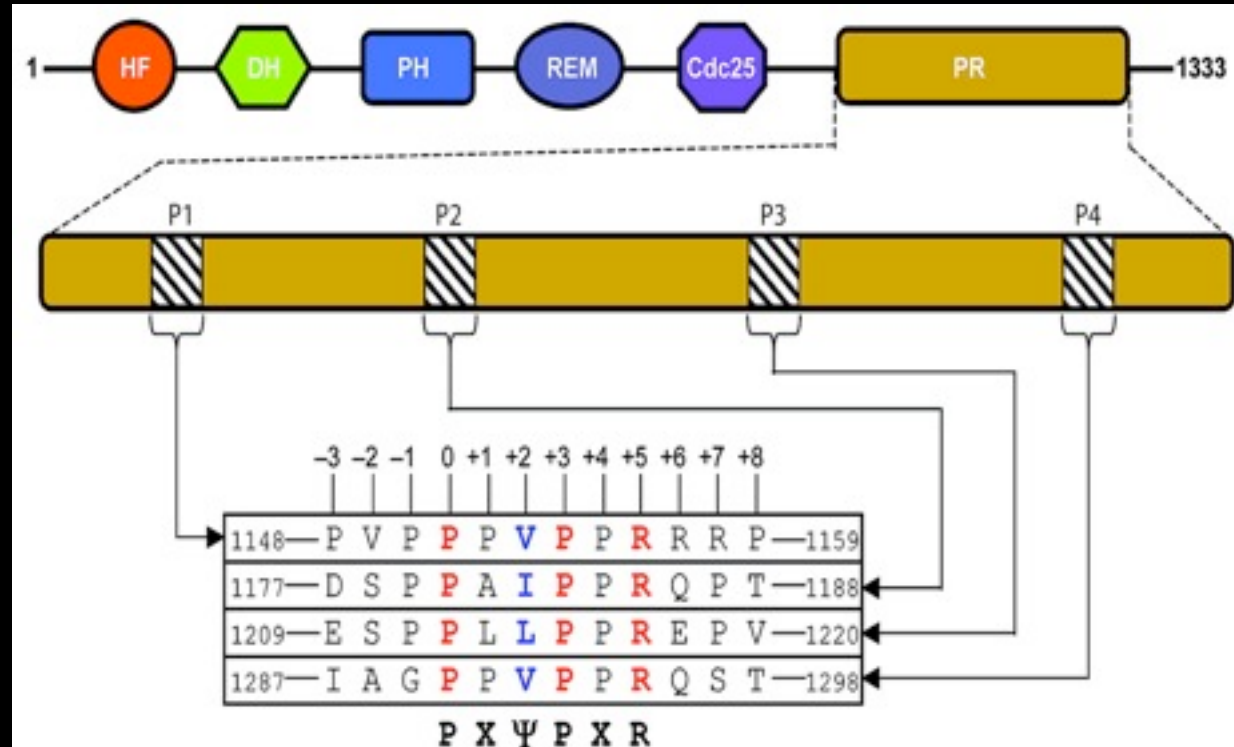 1 HF DH PH REM Cdc25 PR 1333
P1 P2 P3 P4
–3 –2 –1 0 +1 +2 +3 +4 +5 +6 +7 +8
1148—P V P P P V P P R R R P—1159
1177—D S P P A I P P R Q P T—1188
1209—E S P P L L P P R E P V—1220
1287—I A G P P V P P R Q S T—1298
P X Ψ P X R